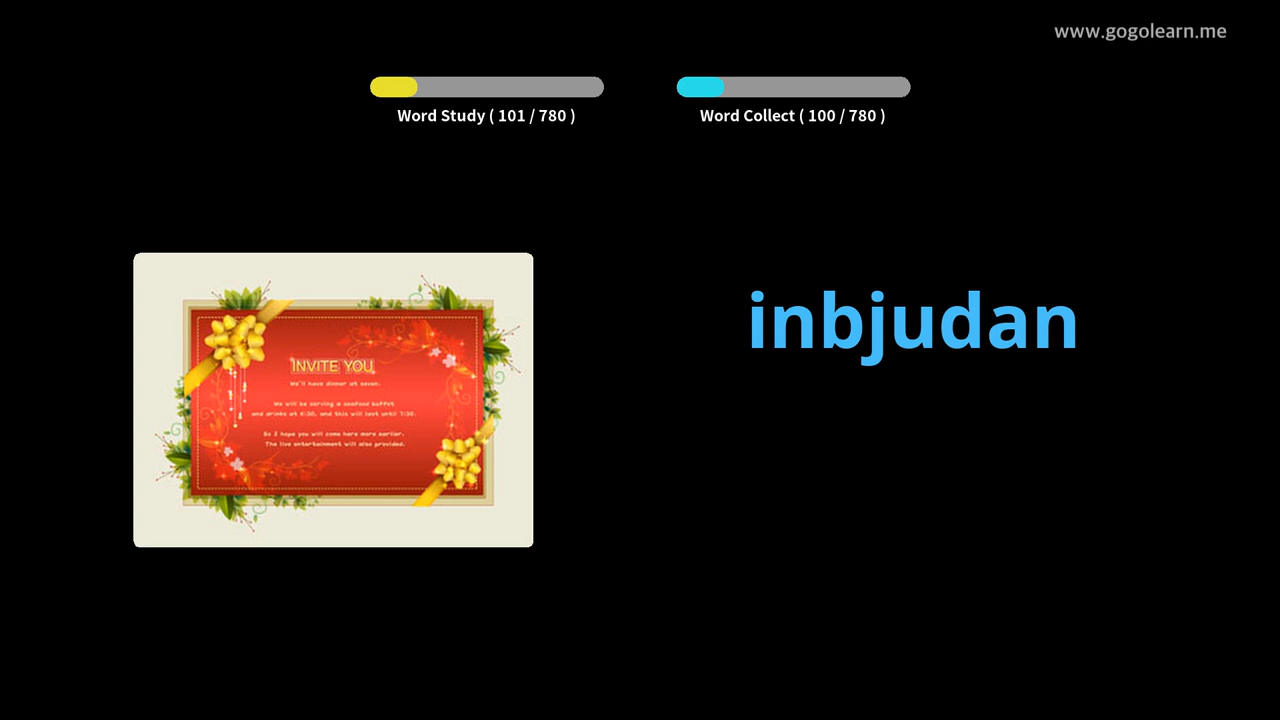 www.gogolearn.me
Word Study ( 101 / 780 )
Word Collect ( 100 / 780 )
inbjudan
INVITE YOU
We'll have dinner at seven.
We will be serving a seafood buffet
and drinks at 6:30, and this will last until 7:30.
So I hope you will come here more earlier.
The live entertainment will also provided.